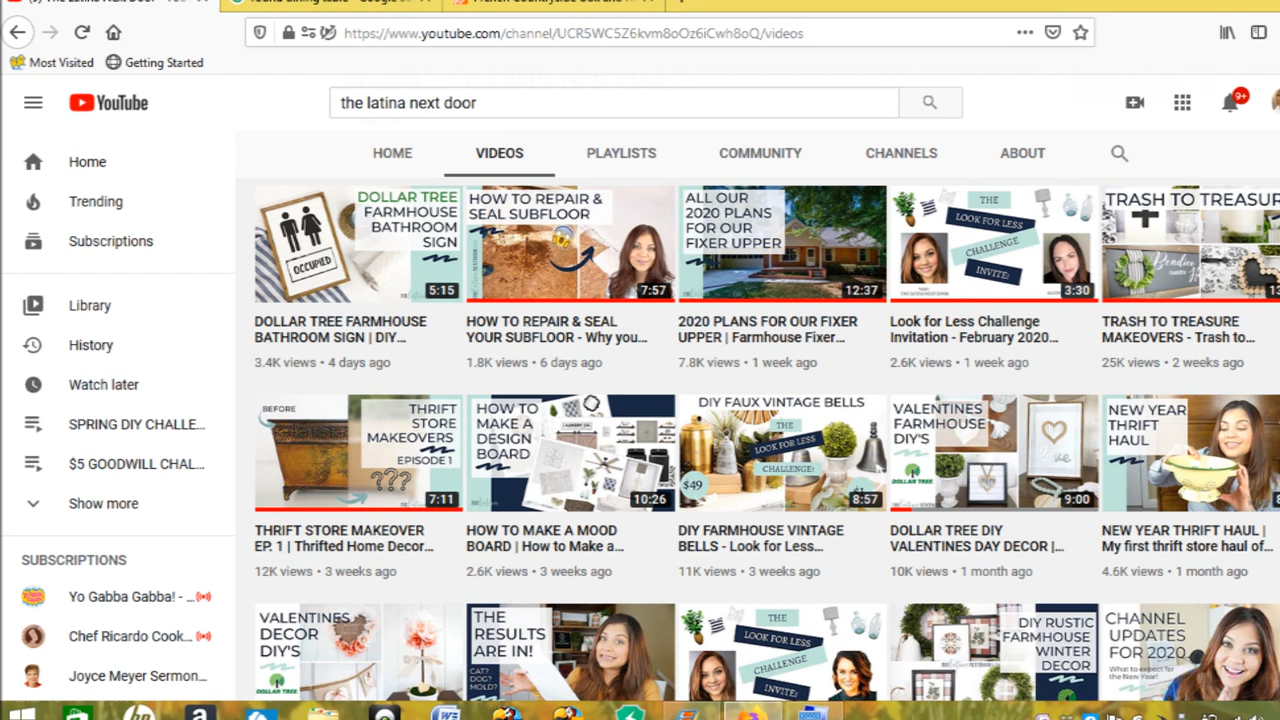 https://www.youtube.com/channel/UCR5WC5Z6kvm8oOz6iCwh8oQ/videos
Most Visited
Getting Started
YouTube
the latina next door
9+
HOME
VIDEOS
PLAYLISTS
COMMUNITY
CHANNELS
ABOUT
Home
Trending
Subscriptions
Library
History
Watch later
SPRING DIY CHALLE...
$5 GOODWILL CHAL...
Show more
SUBSCRIPTIONS
Yo Gabba Gabba! - ...
Chef Ricardo Cook...
Joyce Meyer Sermon...
DOLLAR TREE
FARMHOUSE
BATHROOM
SIGN
OCCUPIED
5:15
DOLLAR TREE FARMHOUSE
BATHROOM SIGN | DIY...
3.4K views • 4 days ago
HOW TO REPAIR &
SEAL SUBFLOOR
7:57
HOW TO REPAIR & SEAL
YOUR SUBFLOOR - Why you...
1.8K views • 6 days ago
ALL OUR
2020 PLANS
FOR OUR
FIXER UPPER
12:37
2020 PLANS FOR OUR FIXER
UPPER | Farmhouse Fixer...
7.8K views • 1 week ago
THE
LOOK FOR LESS
CHALLENGE
INVITE:
3:30
Look for Less Challenge
Invitation - February 2020...
2.6K views • 1 week ago
TRASH TO TREASUR
TRASH TO TREASURE
MAKEOVERS - Trash to...
25K views • 2 weeks ago
BEFORE
THRIFT
STORE
MAKEOVERS
EPISODE 1
???
7:11
THRIFT STORE MAKEOVER
EP. 1 | Thrifted Home Decor...
12K views • 3 weeks ago
HOW TO
MAKE A
DESIGN
BOARD
10:26
HOW TO MAKE A MOOD
BOARD | How to Make a...
2.6K views • 3 weeks ago
DIY FAUX VINTAGE BELLS
THE
LOOK FOR LESS
CHALLENGE:
$49
8:57
DIY FARMHOUSE VINTAGE
BELLS - Look for Less...
11K views • 3 weeks ago
VALENTINES
FARMHOUSE
DIY'S
DOLLAR TREE
love
9:00
DOLLAR TREE DIY
VALENTINES DAY DECOR |...
10K views • 1 month ago
NEW YEAR
THRIFT
HAUL
NEW YEAR THRIFT HAUL |
My first thrift store haul of...
4.6K views • 1 month ago
VALENTINES
DECOR
DIY'S
DOLLAR TREE
THE
RESULTS
ARE IN!
CAT?
DOG?
MOLD?
THE
LOOK FOR LESS
CHALLENGE
INVITE:
DIY RUSTIC
FARMHOUSE
WINTER
DECOR
CHANNEL
UPDATES
FOR 2020
What to expect for
the New Year!